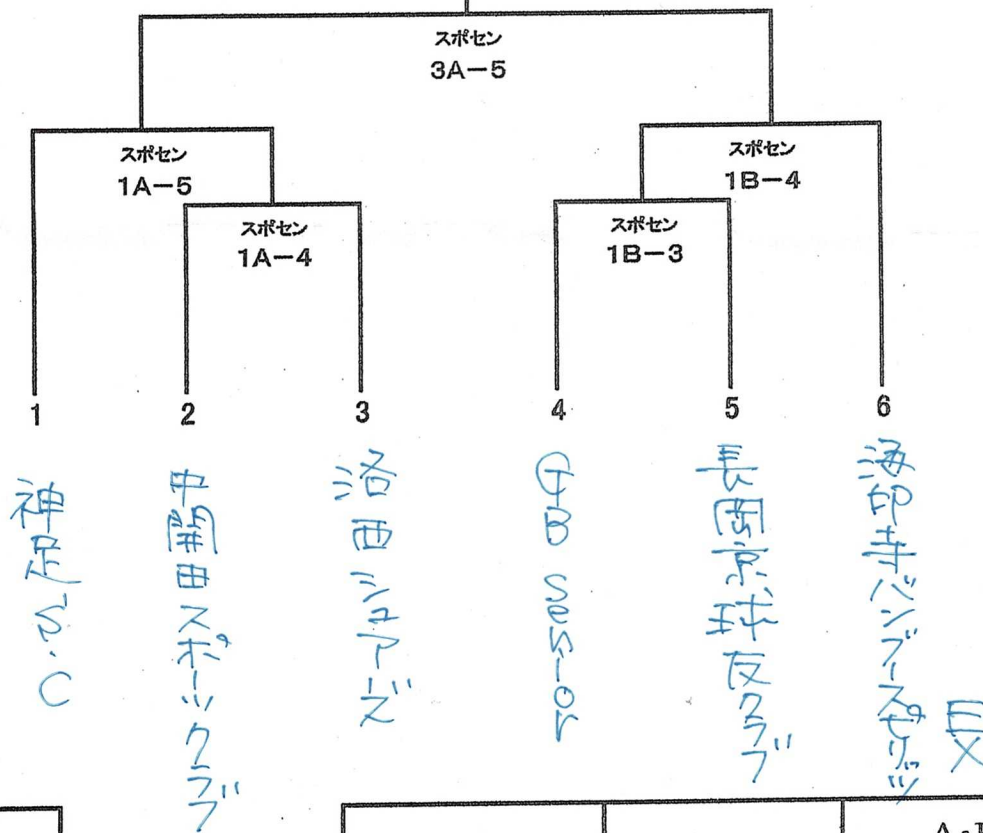 スポセン
3A－5
スポセン
1A－5
スポセン
1B－4
スポセン
1A－4
スポセン
1B－3
1
2
3
4
5
6
神足S.C
中開田スポーツクラブ
洛西シュアーズ
GB Senior
長岡京球友クラブ
海印寺バンブースピリッツ
長